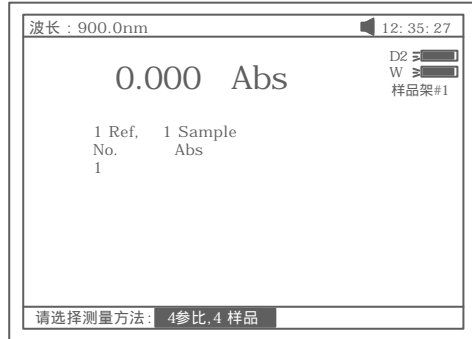 波长 : 900.0nm 12: 35: 27
0.000 Abs
D2
W
样品架#1
1 Ref, 1 Sample
No. Abs
1
请选择测量方法: 4参比,4 样品